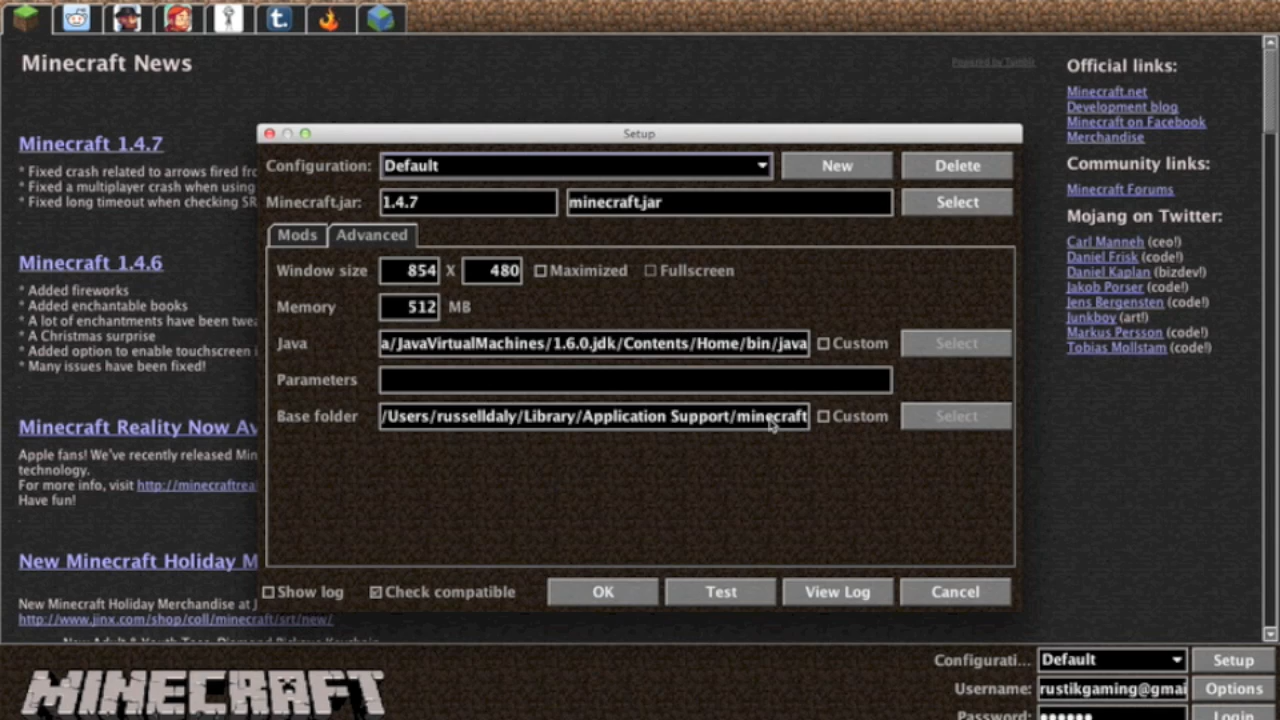 Minecraft News
Powered by Tumblr
Minecraft 1.4.7
* Fixed crash related to arrows fired fr
* Fixed a multiplayer crash when using
* Fixed long timeout when checking SR
Minecraft 1.4.6
* Added fireworks
* Added enchantable books
* A lot of enchantments have been twe
* A Christmas surprise
* Added option to enable touchscreen i
* Many issues have been fixed!
Minecraft Reality Now Av
Apple fans! We've recently released Min
technology.
For more info, visit http://minecraftrea
Have fun!
New Minecraft Holiday M
New Minecraft Holiday Merchandise at J
http://www.jinx.com/shop/coll/minecraft/srt/new/
Setup
Configuration: Default New Delete
Minecraft.jar: 1.4.7 minecraft.jar Select
Mods Advanced
Window size 854 X 480 Maximized Fullscreen
Memory 512 MB
Java a/JavaVirtualMachines/1.6.0.jdk/Contents/Home/bin/java Custom Select
Parameters
Base folder /Users/russelldaly/Library/Application Support/minecraft Custom Select
Show log Check compatible OK Test View Log Cancel
Official links:
Minecraft.net
Development blog
Minecraft on Facebook
Merchandise
Community links:
Minecraft Forums
Mojang on Twitter:
Carl Manneh (ceo!)
Daniel Frisk (code!)
Daniel Kaplan (bizdev!)
Jakob Porser (code!)
Jens Bergensten (code!)
Junkboy (art!)
Markus Persson (code!)
Tobias Mollstam (code!)
MINECRAFT
Configurati... Default Setup
Username: rustikgaming@gmai Options
Password: •••••• Login